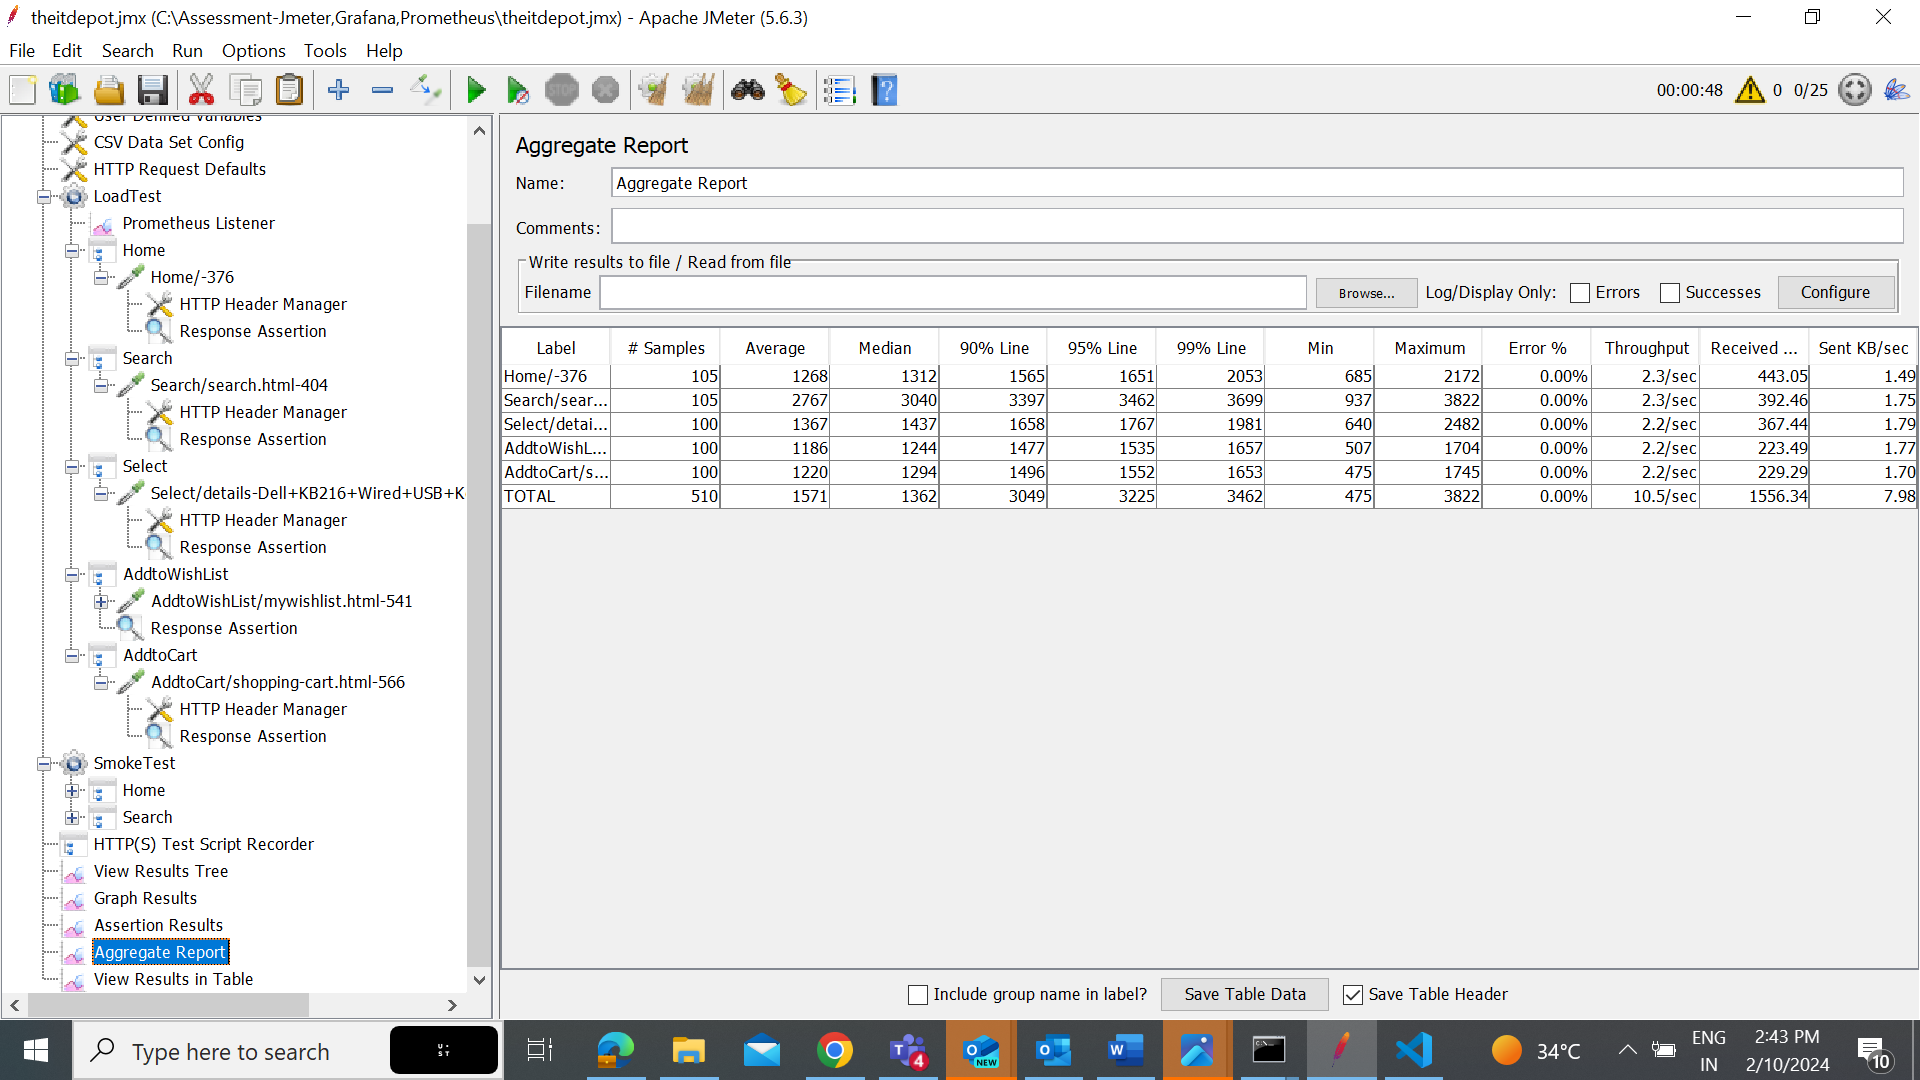 theitdepot.jmx (C:\Assessment-Jmeter,Grafana,Prometheus\theitdepot.jmx) - Apache JMeter (5.6.3)
File Edit Search Run Options Tools Help
STOP
00:00:48 0 0/25
User Defined Variables
CSV Data Set Config
HTTP Request Defaults
LoadTest
Prometheus Listener
Home
Home/-376
HTTP Header Manager
Response Assertion
Search
Search/search.html-404
HTTP Header Manager
Response Assertion
Select
Select/details-Dell+KB216+Wired+USB+K
HTTP Header Manager
Response Assertion
AddtoWishList
AddtoWishList/mywishlist.html-541
Response Assertion
AddtoCart
AddtoCart/shopping-cart.html-566
HTTP Header Manager
Response Assertion
SmokeTest
Home
Search
HTTP(S) Test Script Recorder
View Results Tree
Graph Results
Assertion Results
Aggregate Report
View Results in Table
Aggregate Report
Name: Aggregate Report
Comments:
Write results to file / Read from file
Filename Browse... Log/Display Only: Errors Successes Configure
Label # Samples Average Median 90% Line 95% Line 99% Line Min Maximum Error % Throughput Received ... Sent KB/sec
Home/-376 105 1268 1312 1565 1651 2053 685 2172 0.00% 2.3/sec 443.05 1.49
Search/sear... 105 2767 3040 3397 3462 3699 937 3822 0.00% 2.3/sec 392.46 1.75
Select/detai... 100 1367 1437 1658 1767 1981 640 2482 0.00% 2.2/sec 367.44 1.79
AddtoWishL... 100 1186 1244 1477 1535 1657 507 1704 0.00% 2.2/sec 223.49 1.77
AddtoCart/s... 100 1220 1294 1496 1552 1653 475 1745 0.00% 2.2/sec 229.29 1.70
TOTAL 510 1571 1362 3049 3225 3462 475 3822 0.00% 10.5/sec 1556.34 7.98
Include group name in label? Save Table Data Save Table Header
Type here to search
U ST
4
NEW
34°C
ENG
IN
2:43 PM
2/10/2024
10